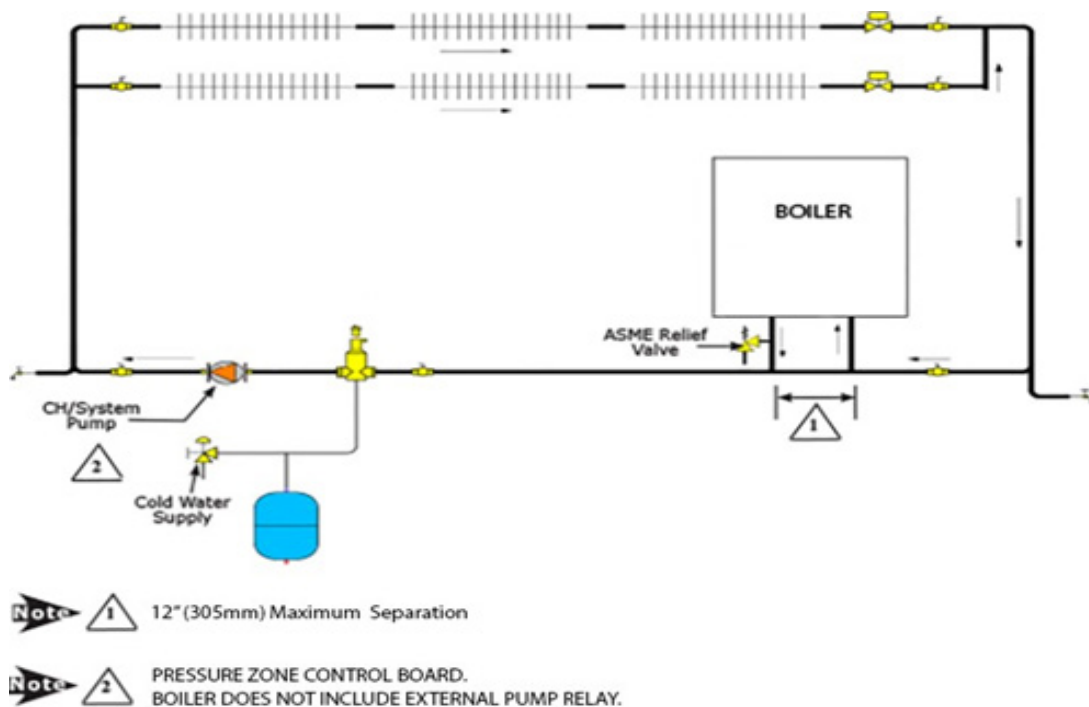 BOILER
ASME Relief
Valve
CH/System
Pump
1
2
Cold Water
Supply
Note 1 12"(305mm) Maximum Separation
Note 2 PRESSURE ZONE CONTROL BOARD.
BOILER DOES NOT INCLUDE EXTERNAL PUMP RELAY.